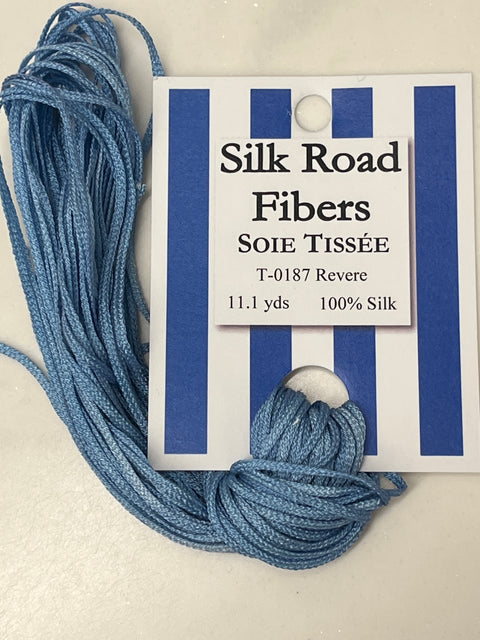 Silk Road
Fibers
SOIE TISSÉE
T-0187 Revere
11.1 yds 100% Silk